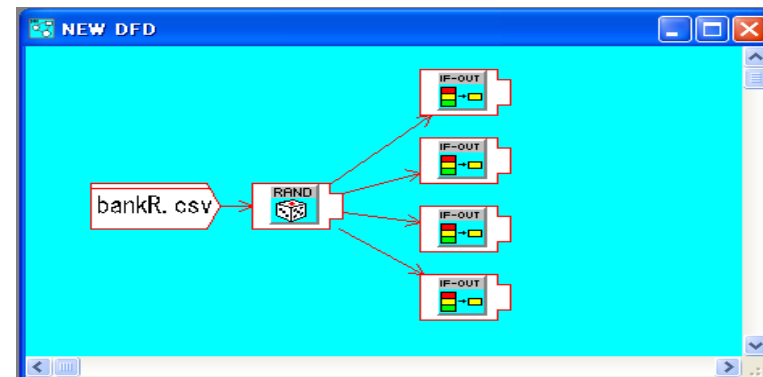 NEW DFD
IF-OUT
IF-OUT
RAND
bankR. csv
IF-OUT
IF-OUT